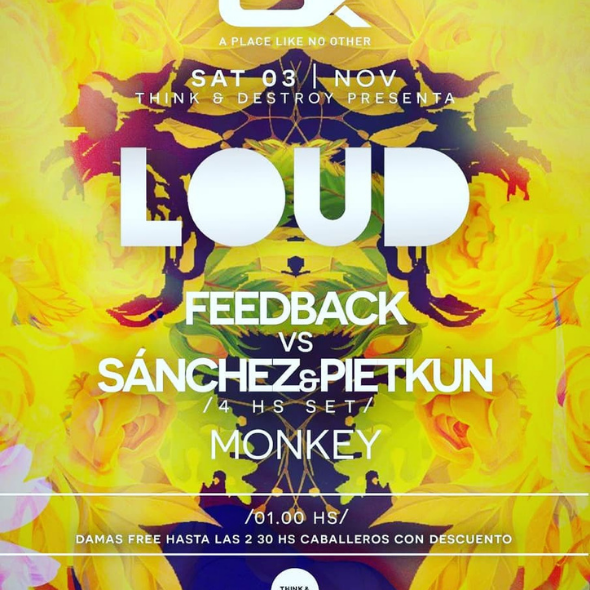 A PLACE LIKE NO OTHER
SAT 03 | NOV
THINK & DESTROY PRESENTA
LOUD
FEEDBACK
VS
SÁNCHEZ&PIETKUN
/4 HS SET/
MONKEY
/01.00 HS/
DAMAS FREE HASTA LAS 2 30 HS CABALLEROS CON DESCUENTO
THINK &